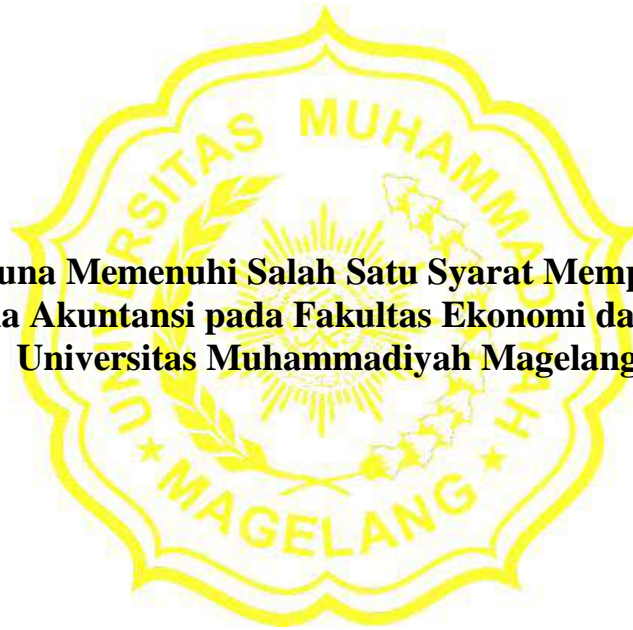 UNIVERSITAS MUHAMMADIYAH
una Memenuhi Salah Satu Syarat Memp
a Akuntansi pada Fakultas Ekonomi da
Universitas Muhammadiyah Magelang
★ MAGELANG ★